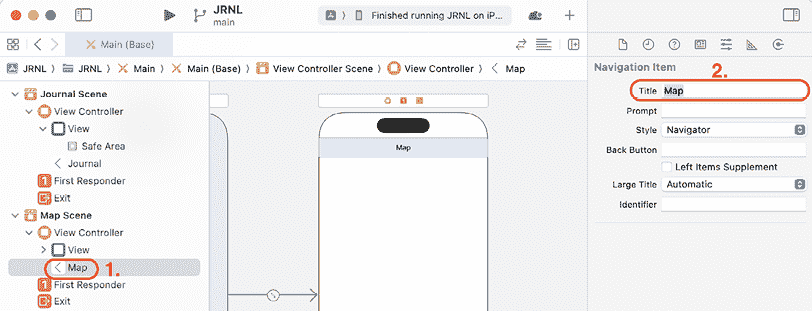 JRNL
main
Finished running JRNL on iP...
Main (Base)
JRNL
JRNL
Main
Main (Base)
View Controller Scene
View Controller
Map
Journal Scene
View Controller
View
Safe Area
Journal
First Responder
Exit
Map Scene
View Controller
View
Map
1.
First Responder
Exit
Map
Navigation Item
2.
Title Map
Prompt
Style Navigator
Back Button
Left Items Supplement
Large Title Automatic
Identifier